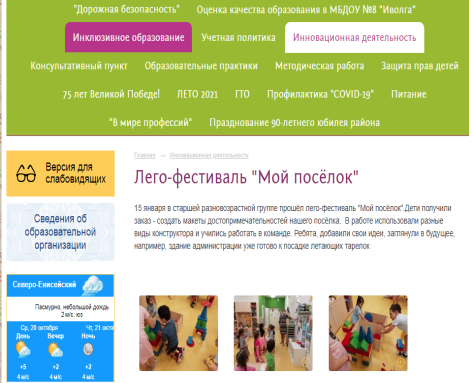 "Дорожная безопасность" Оценка качества образования в МБДОУ №8 "Иволга"
Инклюзивное образование Учетная политика Инновационная деятельность
Консультативный пункт Образовательные практики Методическая работа Защита прав детей
75 лет Великой Победе! ЛЕТО 2021 ГТО Профилактика "COVID-19" Питание
"В мире профессий" Празднование 90-летнего юбилея района
Версия для слабовидящих
Сведения об образовательной организации
Северо-Енисейский
Пасмурно, небольшой дождь
2 м/с, юз
Ср, 20 октября Чт, 21 октя
День Вечер Ночь
+5 +2 +2
4 м/с 4 м/с 4 м/с
Главная → Инновационная деятельность
Лего-фестиваль "Мой посёлок"
15 января в старшей разновозрастной группе прошёл лего-фестиваль "Мой посёлок".Дети получили
заказ - создать макеты достопримечательностей нашего посёлка. В работе использовали разные
виды конструктора и учились работать в команде. Ребята, добавили свои идеи, заглянули в будущее,
например, здание администрации уже готово к посадке летающих тарелок